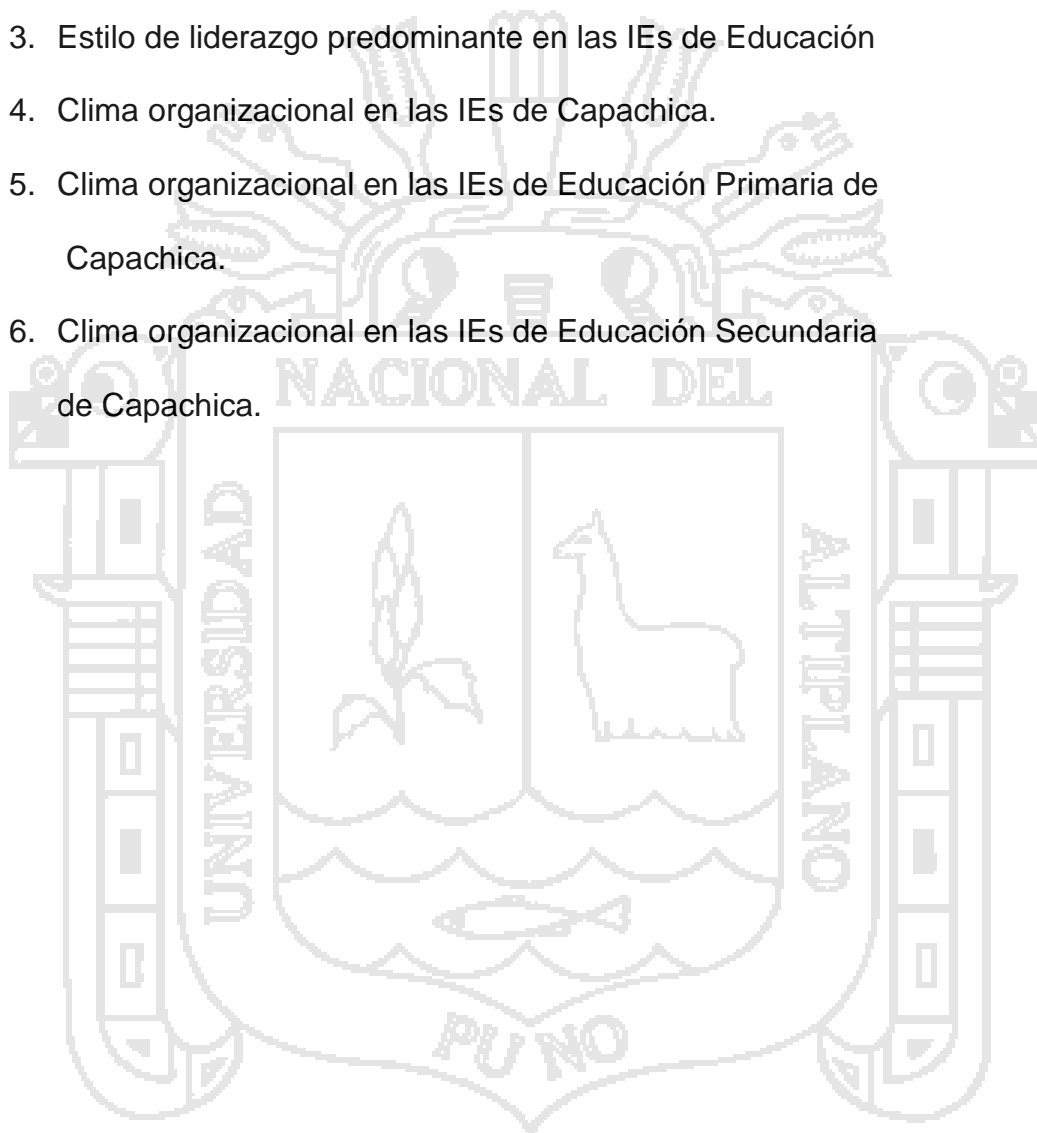 3. Estilo de liderazgo predominante en las IEs de Educación
4. Clima organizacional en las IEs de Capachica.
5. Clima organizacional en las IEs de Educación Primaria de
Capachica.
6. Clima organizacional en las IEs de Educación Secundaria
de Capachica.
NACIONAL DEL
UNIVERSIDAD
ALTIPLANO
PUNO